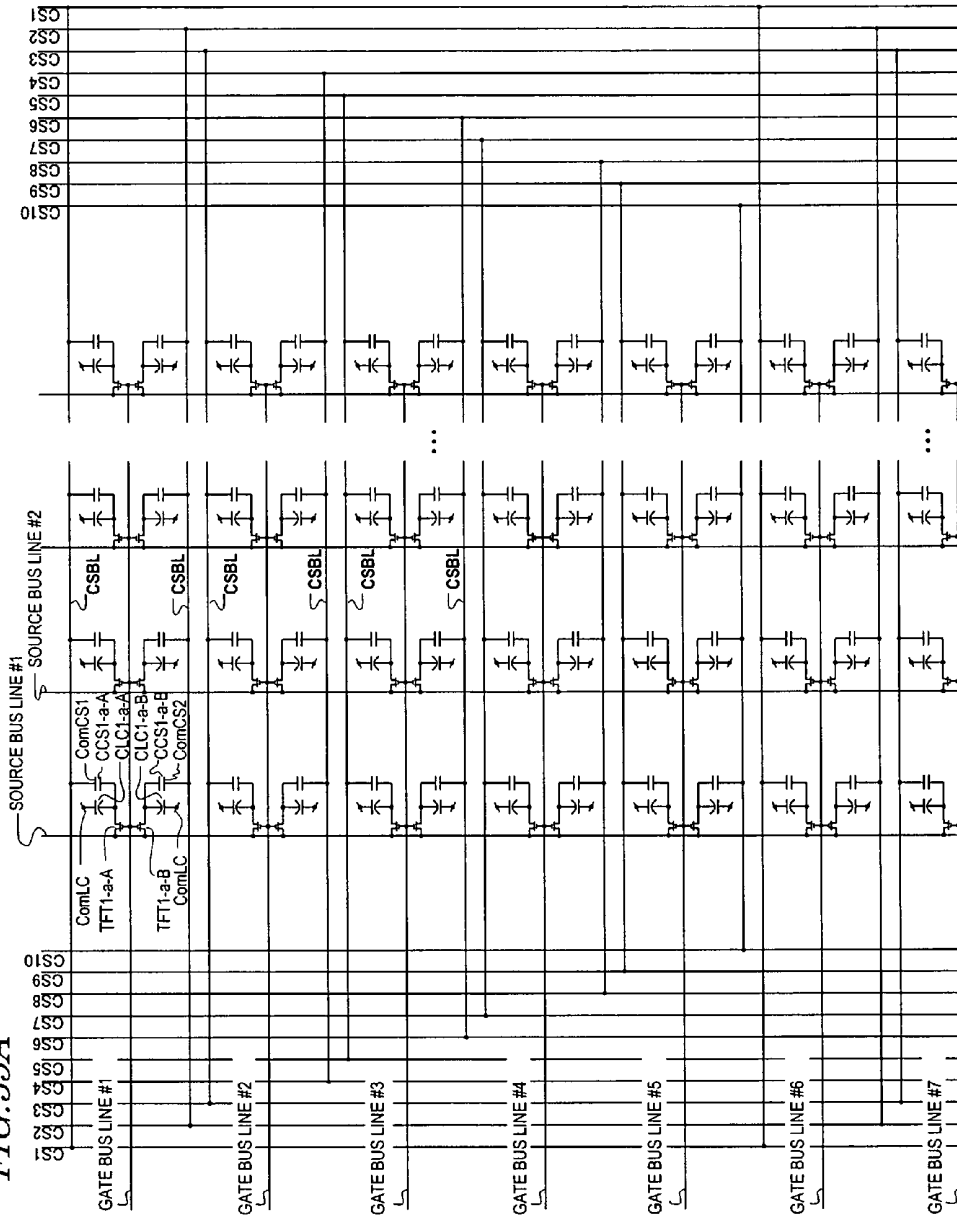 FIG.39A
SOURCE BUS LINE #1
SOURCE BUS LINE #2
CS1
CS2
CS3
CS4
CS5
CS6
CS7
CS8
CS9
CS10
CS1
CS2
CS3
CS4
CS5
CS6
CS7
CS8
CS9
CS10
GATE BUS LINE #1
GATE BUS LINE #2
GATE BUS LINE #3
GATE BUS LINE #4
GATE BUS LINE #5
GATE BUS LINE #6
GATE BUS LINE #7
ComLC
TFT1-a-A
TFT1-a-B
ComLC
ComCS1
CCS1-a-A
CLC1-a-A
CLC1-a-B
CCS1-a-B
ComCS2
CSBL
CSBL
CSBL
CSBL
CSBL
CSBL
...
...